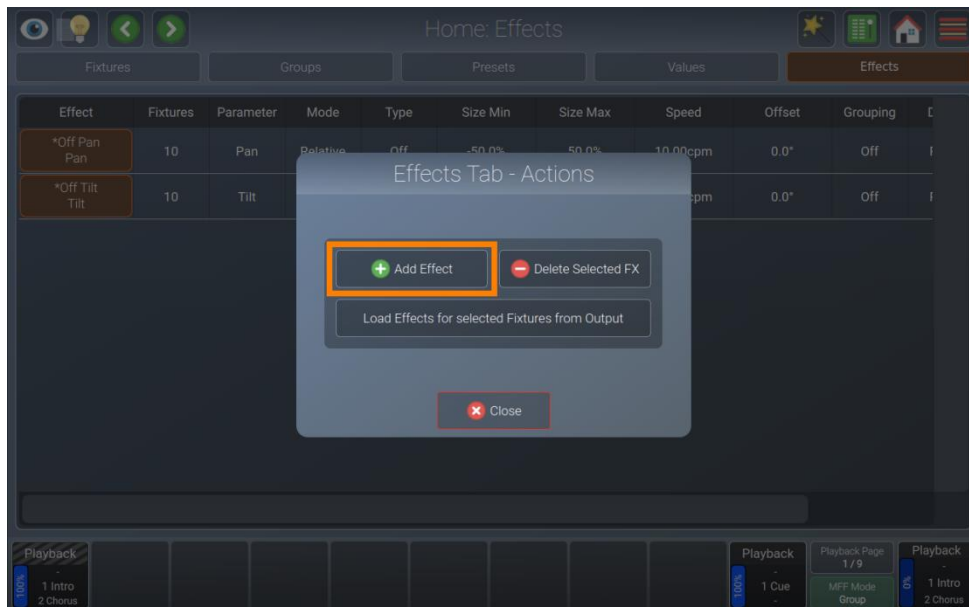 Home: Effects
Fixtures Groups Presets Values Effects
Effect Fixtures Parameter Mode Type Size Min Size Max Speed Offset Grouping
*Off Pan
Pan
10 Pan Relative Off -50.0% 50.0% 10.00cpm 0.0° Off
*Off Tilt
Tilt
10 Tilt cpm 0.0° Off
Effects Tab - Actions
Add Effect Delete Selected FX
Load Effects for selected Fixtures from Output
Close
Playback
-
100%
1 Intro
2 Chorus
Playback
-
100%
1 Cue
-
Playback Page
1 / 9
MFF Mode
Group
Playback
-
0%
1 Intro
2 Chorus